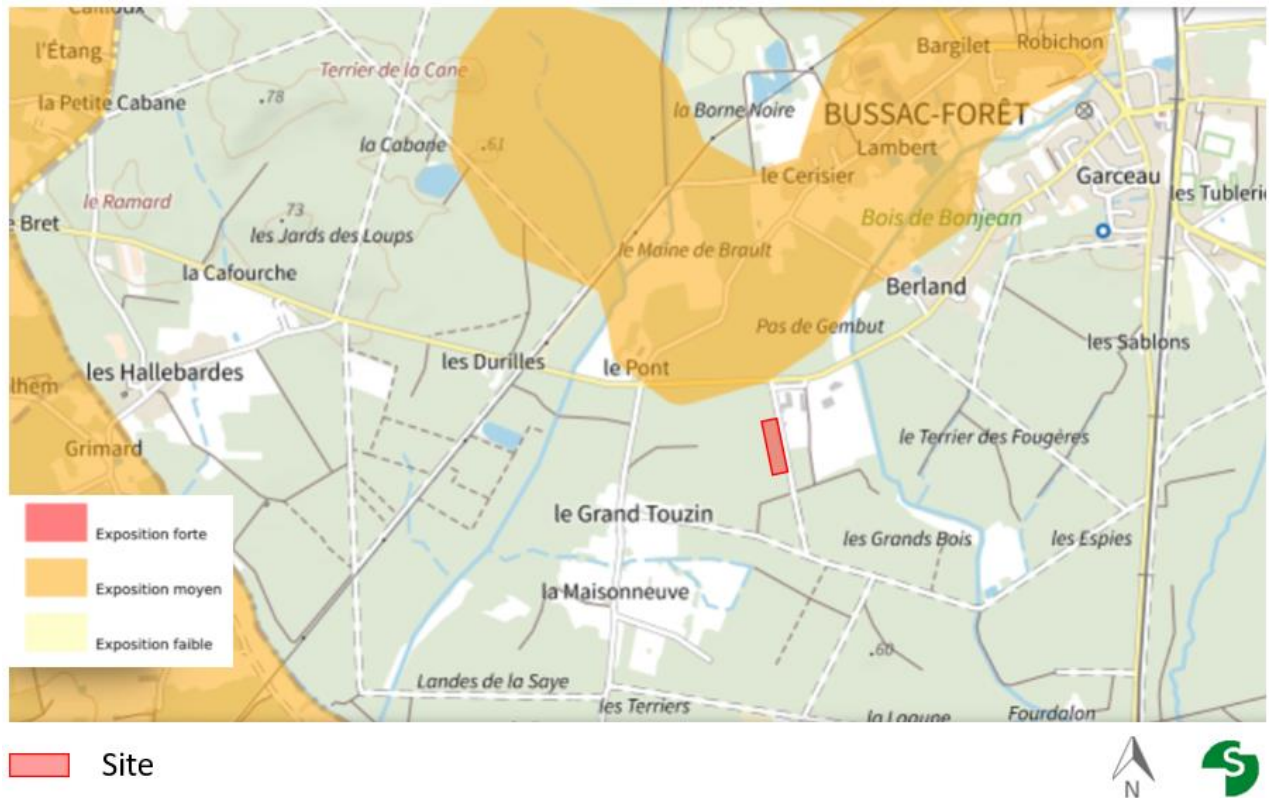 l'Étang
Bargilet
Robichon
Terrier de la Cane
la Petite Cabane
.78
la Borne Noire
BUSSAC-FORÊT
la Cabane
.61
Lambert
le Cerisier
Garceau
le Ramard
73
Bret
les Jards des Loups
Bois de Bonjean
le Maine de Brault
la Cafourche
Berland
Pas de Gembut
les Sablons
les Durilles
le Pont
les Hallebardes
Grimard
le Terrier des Fougères
le Grand Touzin
Exposition forte
les Grands Bois
les Espies
Exposition moyen
la Maisonneuve
Exposition faible
.60
Landes de la Saye
les Terriers
Fourdalon
Site
N
S